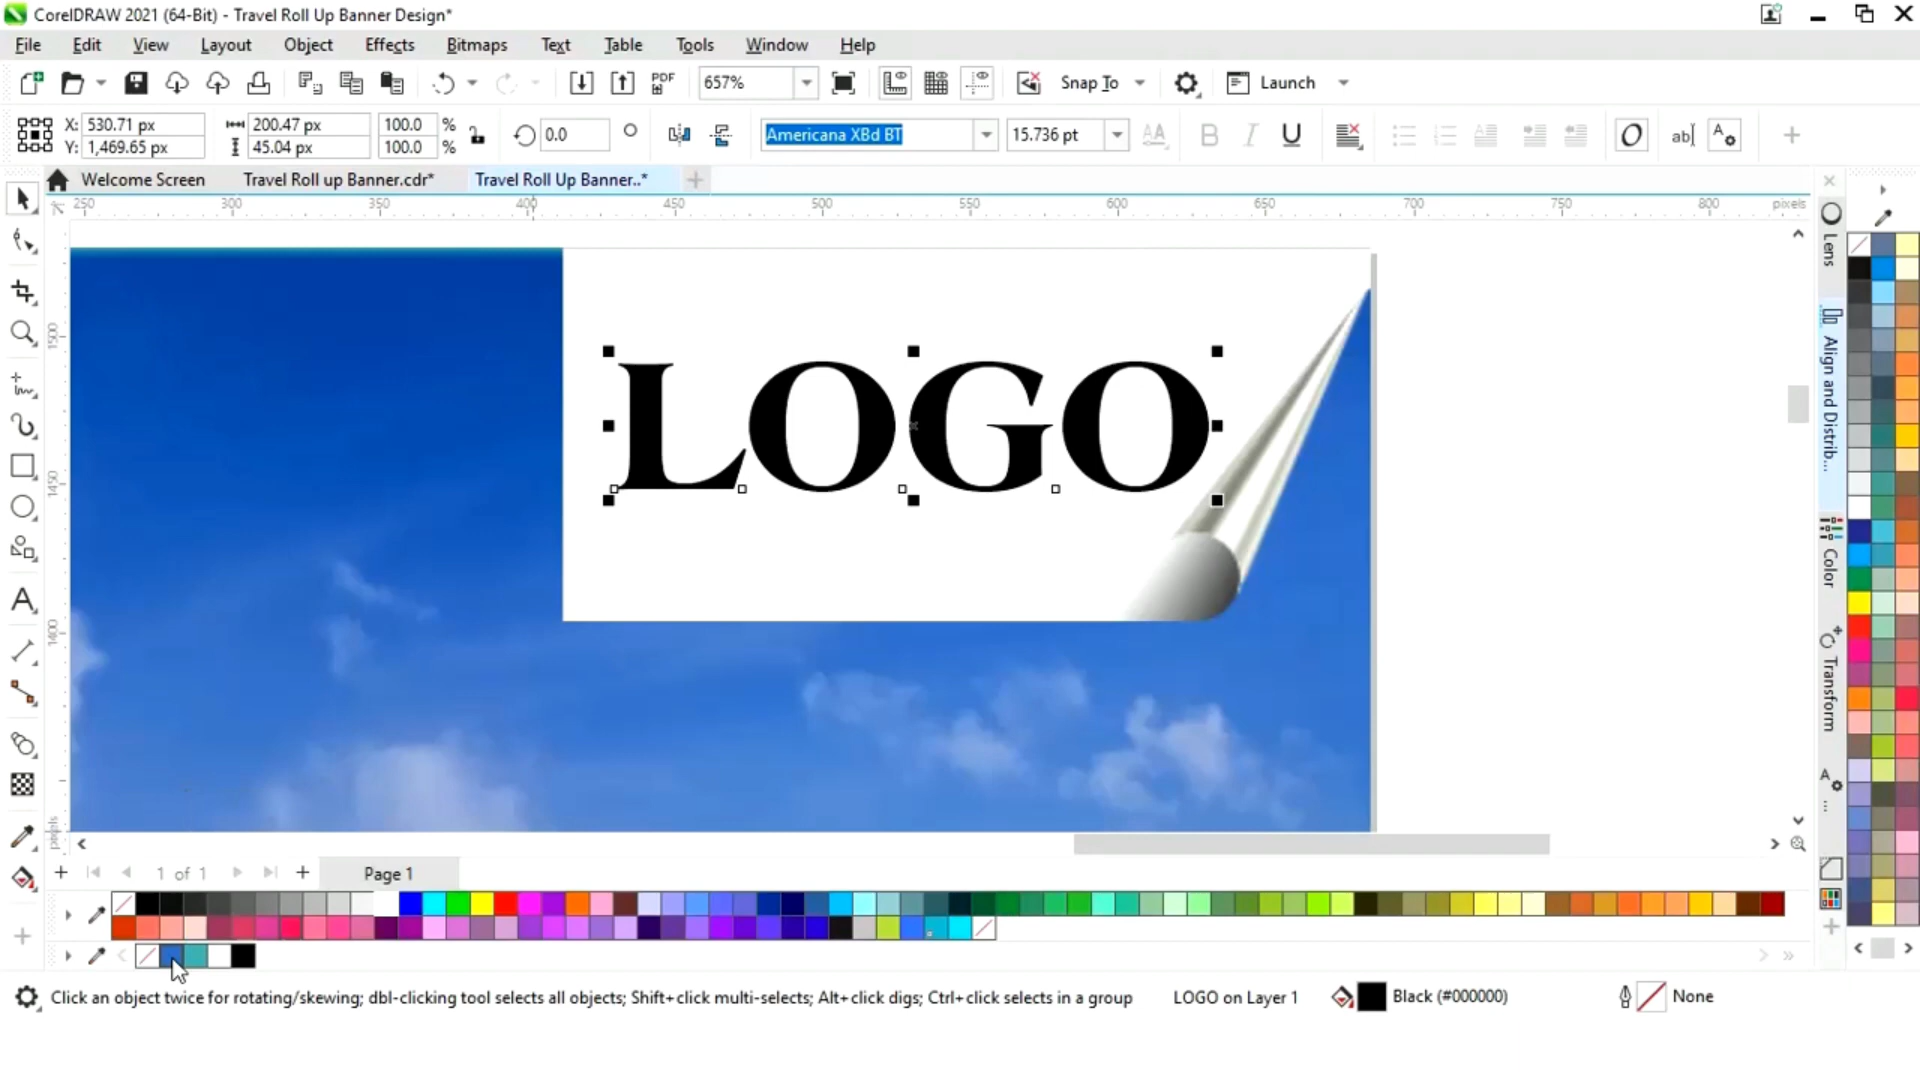 CorelDRAW 2021 (64-Bit) - Travel Roll Up Banner Design*
File Edit View Layout Object Effects Bitmaps Text Table Tools Window Help
PDF 657% Snap To Launch
X: 530.71 px 200.47 px 100.0 % 0.0 Americana XBd BT 15.736 pt B I U O ab
Y: 1,469.65 px 45.04 px 100.0 %
Welcome Screen Travel Roll up Banner.cdr* Travel Roll Up Banner..*
250 300 350 400 450 500 550 600 650 700 750 800 pixels
1500
1450
1400
pixels
LOGO
Lens
Align and Distrib...
Color
Transform
A
...
1 of 1 Page 1
Click an object twice for rotating/skewing; dbl-clicking tool selects all objects; Shift+click multi-selects; Alt+click digs; Ctrl+click selects in a group LOGO on Layer 1 Black (#000000) None